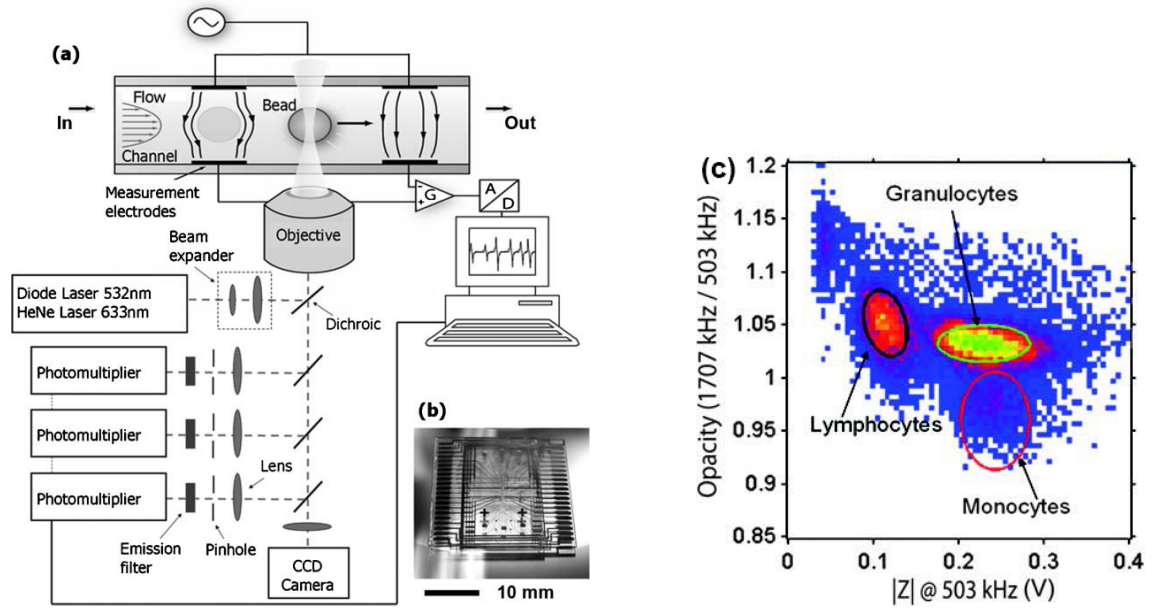 (a)
In
Flow
Channel
Bead
Out
Measurement
electrodes
Objective
-
G
+
A
D
Beam
expander
Diode Laser 532nm
HeNe Laser 633nm
Dichroic
Photomultiplier
Photomultiplier
Photomultiplier
Lens
Emission
filter
Pinhole
CCD
Camera
(b)
10 mm
(c)
Opacity (1707 kHz / 503 kHz)
1.2
1.15
1.1
1.05
1
0.95
0.9
0.85
Granulocytes
Lymphocytes
Monocytes
0
0.1
0.2
0.3
0.4
|Z| @ 503 kHz (V)